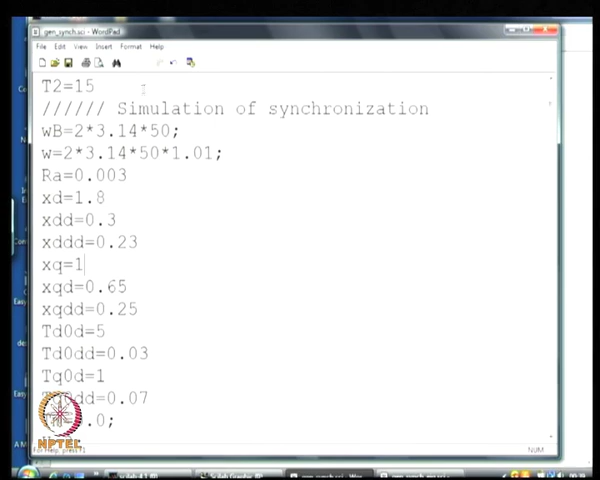 gen_synch.sci - WordPad
File Edit View Insert Format Help
T2=15
////// Simulation of synchronization
wB=2*3.14*50;
w=2*3.14*50*1.01;
Ra=0.003
xd=1.8
xdd=0.3
xddd=0.23
xq=1
xqd=0.65
xqdd=0.25
Td0d=5
Td0dd=0.03
Tq0d=1
0dd=0.07
.0;
NPTEL
For Help, press F1
NUM